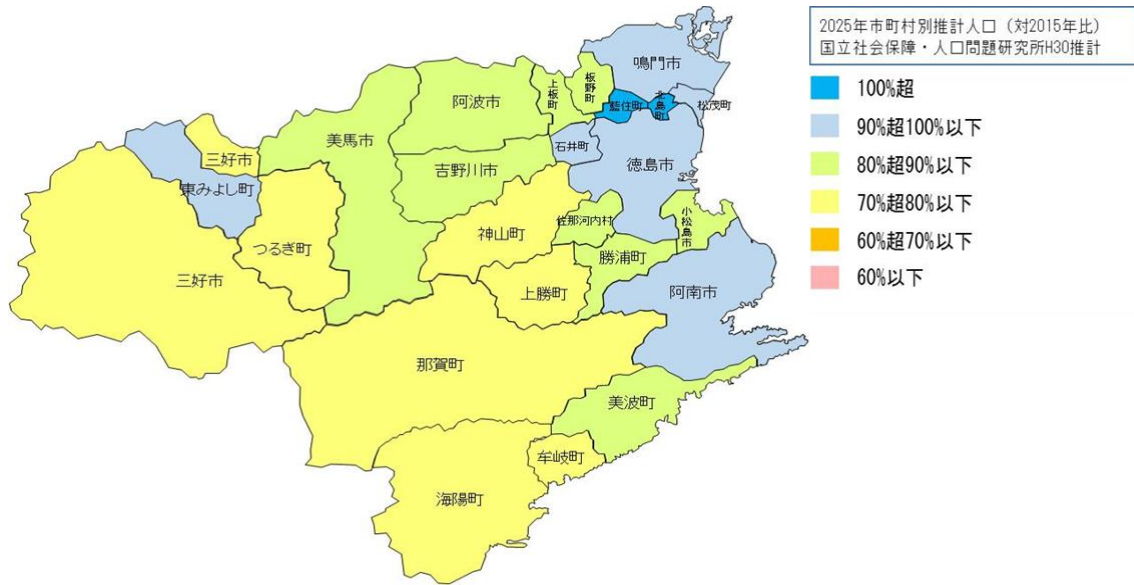 2025年市町村別推計人口（対2015年比）
国立社会保障・人口問題研究所H30推計
100%超
90%超100%以下
80%超90%以下
70%超80%以下
60%超70%以下
60%以下
鳴門市
松茂町
北島町
藍住町
板野町
上板町
阿波市
美馬市
三好市
東みよし町
吉野川市
石井町
徳島市
つるぎ町
神山町
佐那河内村
小松島市
勝浦町
三好市
上勝町
阿南市
那賀町
美波町
牟岐町
海陽町